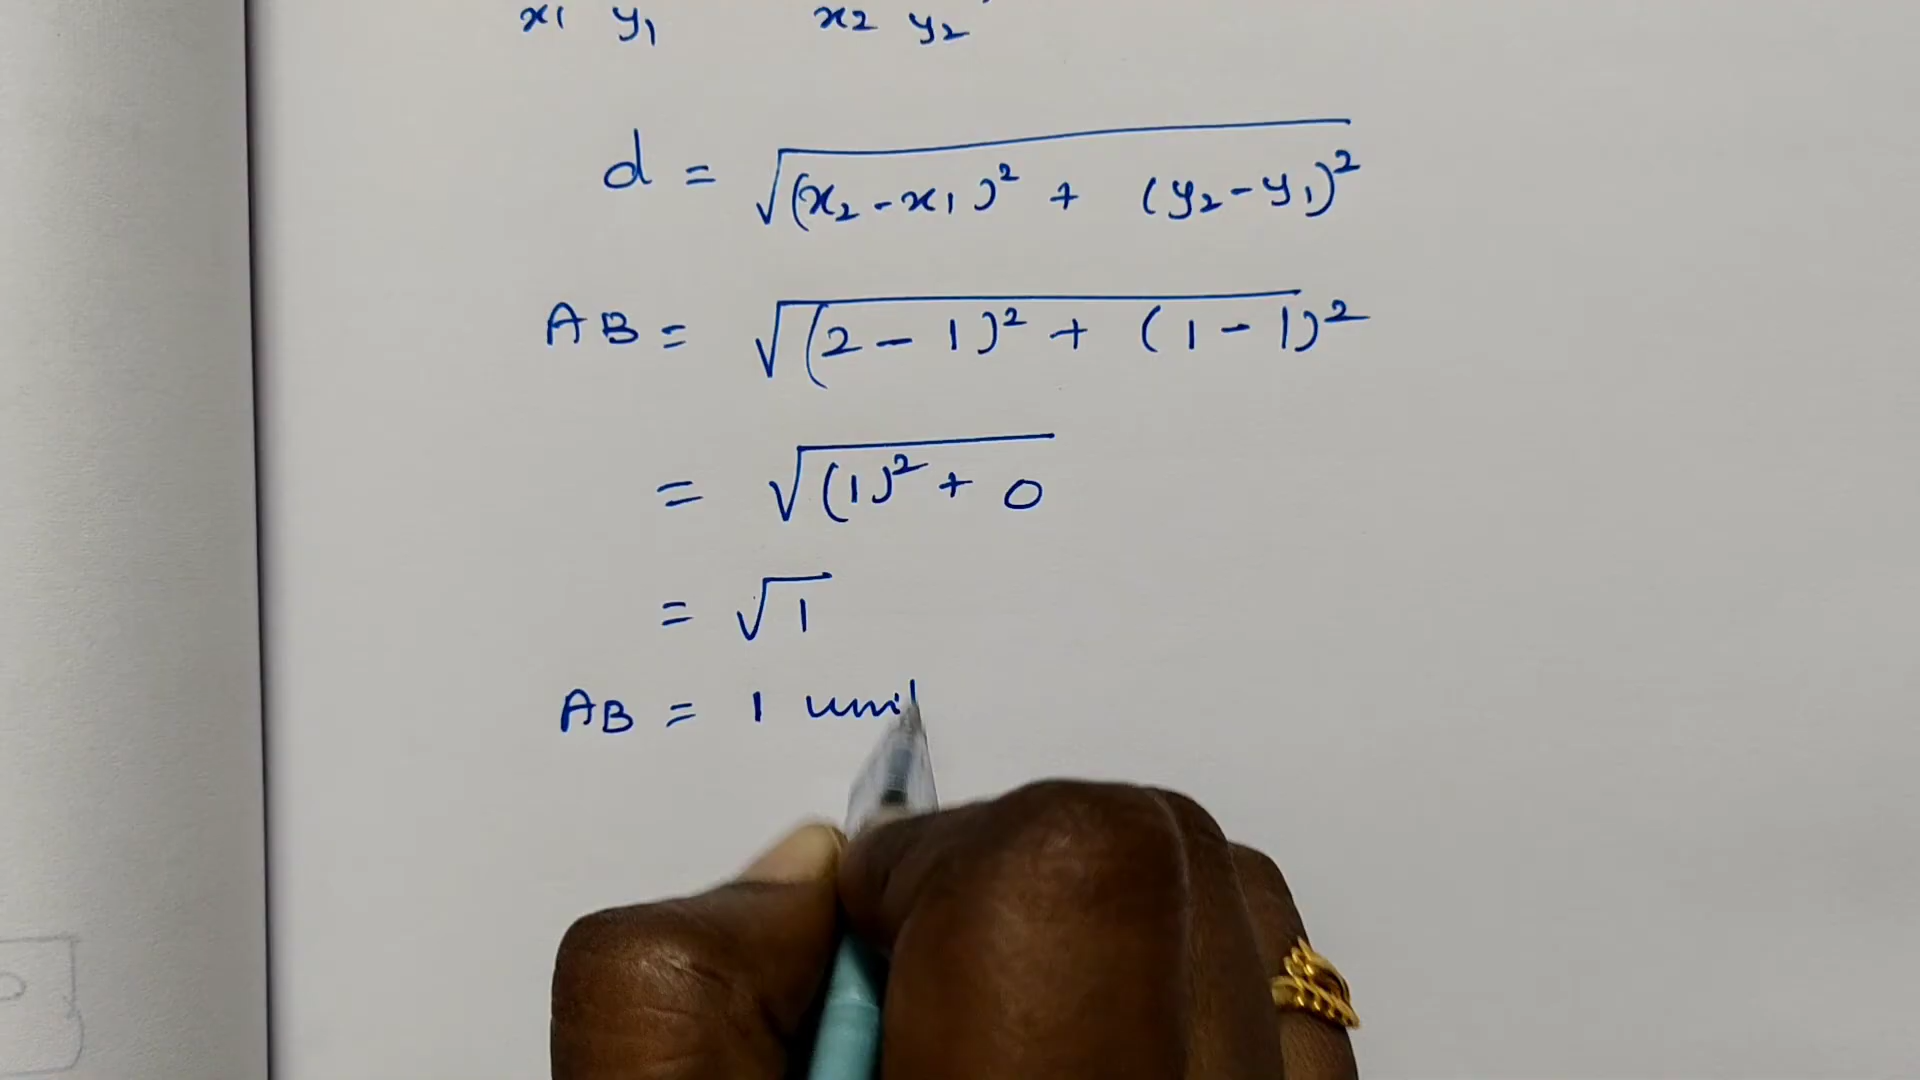 x1 y1 x2 y2
d = √(x2-x1)² + (y2-y1)²
AB = √(2-1)² + (1-1)²
= √(1)² + 0
= √1
AB = 1 unit